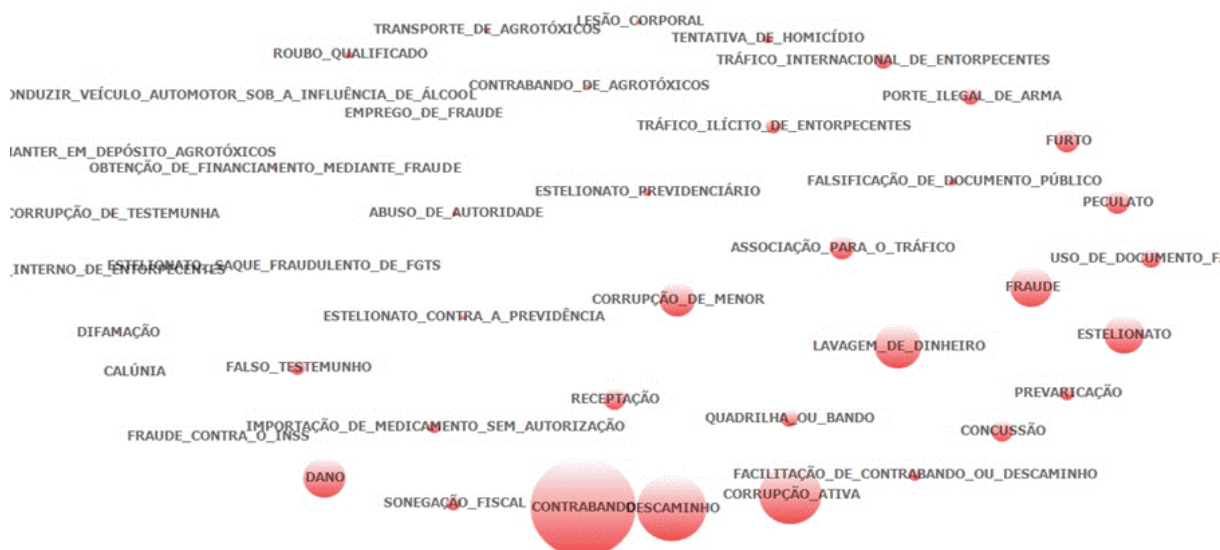 LESÃO_CORPORAL
TRANSPORTE_DE_AGROTÓXICOS
TENTATIVA_DE_HOMICÍDIO
ROUBO_QUALIFICADO
TRÁFICO_INTERNACIONAL_DE_ENTORPECENTES
CONTRABANDO_DE_AGROTÓXICOS
ONDUZIR_VEÍCULO_AUTOMOTOR_SOB_A_INFLUÊNCIA_DE_ÁLCOOL
PORTE_ILEGAL_DE_ARMA
EMPREGO_DE_FRAUDE
TRÁFICO_ILÍCITO_DE_ENTORPECENTES
FURTO
MANTER_EM_DEPÓSITO_AGROTÓXICOS
OBTENÇÃO_DE_FINANCIAMENTO_MEDIANTE_FRAUDE
FALSIFICAÇÃO_DE_DOCUMENTO_PÚBLICO
ESTELIONATO_PREVIDENCIÁRIO
PECULATO
CORRUPÇÃO_DE_TESTEMUNHA
ABUSO_DE_AUTORIDADE
ASSOCIAÇÃO_PARA_O_TRÁFICO
USO_DE_DOCUMENTO_FA
ESTELIONATO_SAQUE_FRAUDULENTO_DE_FGTS
_INTERNO_DE_ENTORPECENTES
FRAUDE
CORRUPÇÃO_DE_MENOR
ESTELIONATO_CONTRA_A_PREVIDÊNCIA
DIFAMAÇÃO
ESTELIONATO
LAVAGEM_DE_DINHEIRO
CALÚNIA
FALSO_TESTEMUNHO
PREVARICAÇÃO
RECEPTAÇÃO
QUADRILHA_OU_BANDO
IMPORTAÇÃO_DE_MEDICAMENTO_SEM_AUTORIZAÇÃO
CONCUSSÃO
FRAUDE_CONTRA_O_INSS
FACILITAÇÃO_DE_CONTRABANDO_OU_DESCAMINHO
DANO
CORRUPÇÃO_ATIVA
SONEGAÇÃO_FISCAL
CONTRABANDO
DESCAMINHO